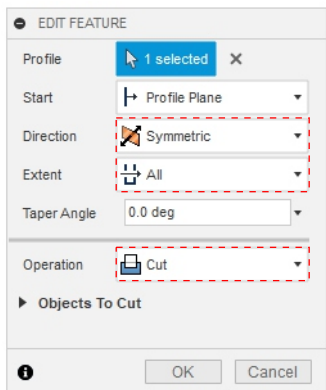 EDIT FEATURE
Profile 1 selected
Start Profile Plane
Direction Symmetric
Extent All
Taper Angle 0.0 deg
Operation Cut
Objects To Cut
OK Cancel